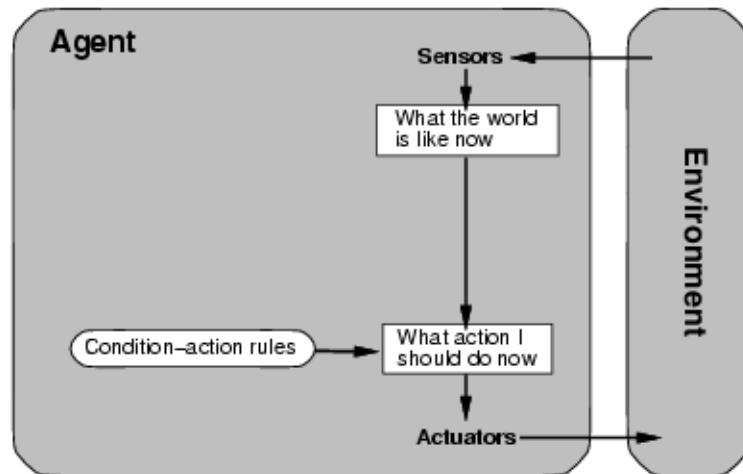 Agent
Sensors
What the world
is like now
Environment
Condition–action rules
What action I
should do now
Actuators